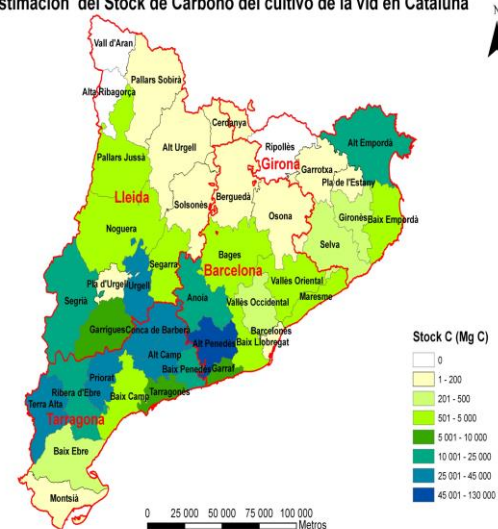 stimación del Stock de Carbono del cultivo de la vid en Cataluña
N
Vall d'Aran
Alta Ribagorça
Pallars Sobirà
Cerdanya
Alt Urgell
Ripollès
Girona
Garrotxa
Alt Empordà
Pla de l'Estany
Pallars Jussà
Lleida
Solsonès
Berguedà
Osona
Gironès
Baix Empordà
Selva
Noguera
Bages
Segarra
Barcelona
Vallès Oriental
Maresme
Segrià
Pla d'Urgell
Urgell
Anoia
Vallès Occidental
Barcelonès
Garrigues
Conca de Barberà
Alt Penedès
Baix Llobregat
Alt Camp
Baix Penedès
Garraf
Priorat
Ribera d'Ebre
Terra Alta
Baix Camp
Tarragonès
Tarragona
Baix Ebre
Montsià
Stock C (Mg C)
0
1 - 200
201 - 500
501 - 5 000
5 001 - 10 000
10 001 - 25 000
25 001 - 45 000
45 001 - 130 000
0 25 000 50 000 75 000 100 000
Metros